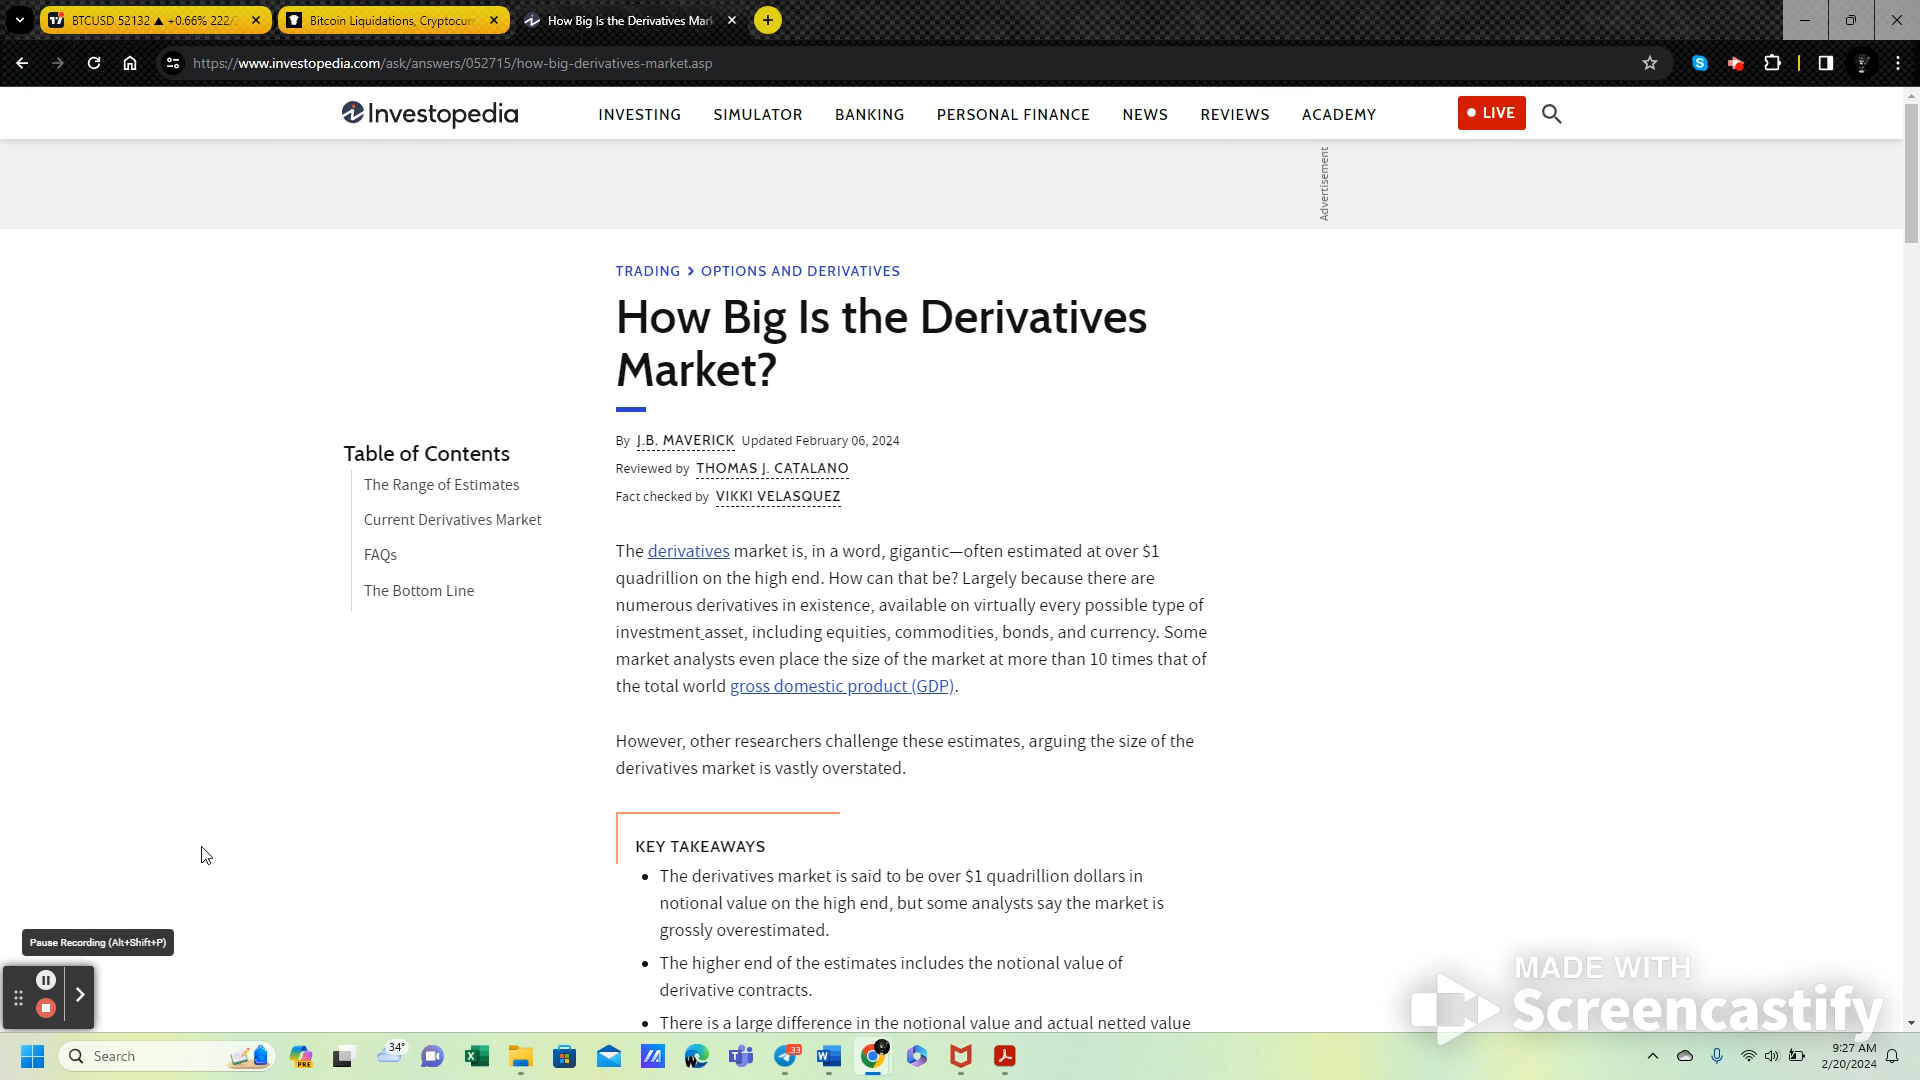 BTCUSD 52132 ▲ +0.66% 222/
Bitcoin Liquidations, Cryptocur
How Big Is the Derivatives Mar
https://www.investopedia.com/ask/answers/052715/how-big-derivatives-market.asp
Investopedia
INVESTING
SIMULATOR
BANKING
PERSONAL FINANCE
NEWS
REVIEWS
ACADEMY
LIVE
Advertisement
TRADING > OPTIONS AND DERIVATIVES
How Big Is the Derivatives
Market?
By J.B. MAVERICK Updated February 06, 2024
Reviewed by THOMAS J. CATALANO
Fact checked by VIKKI VELASQUEZ
Table of Contents
The Range of Estimates
Current Derivatives Market
FAQs
The Bottom Line
The derivatives market is, in a word, gigantic—often estimated at over $1
quadrillion on the high end. How can that be? Largely because there are
numerous derivatives in existence, available on virtually every possible type of
investment asset, including equities, commodities, bonds, and currency. Some
market analysts even place the size of the market at more than 10 times that of
the total world gross domestic product (GDP).
However, other researchers challenge these estimates, arguing the size of the
derivatives market is vastly overstated.
KEY TAKEAWAYS
• The derivatives market is said to be over $1 quadrillion dollars in
notional value on the high end, but some analysts say the market is
grossly overestimated.
• The higher end of the estimates includes the notional value of
derivative contracts.
• There is a large difference in the notional value and actual netted value
Pause Recording (Alt+Shift+P)
MADE WITH
Screencastify
Search
PRE
34°
33
9:27 AM
2/20/2024